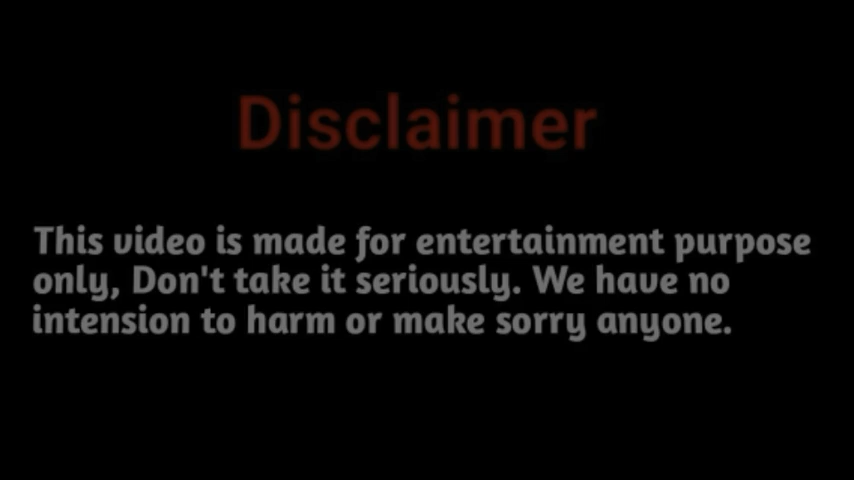 Disclaimer
This video is made for entertainment purpose
only, Don't take it seriously. We have no
intension to harm or make sorry anyone.